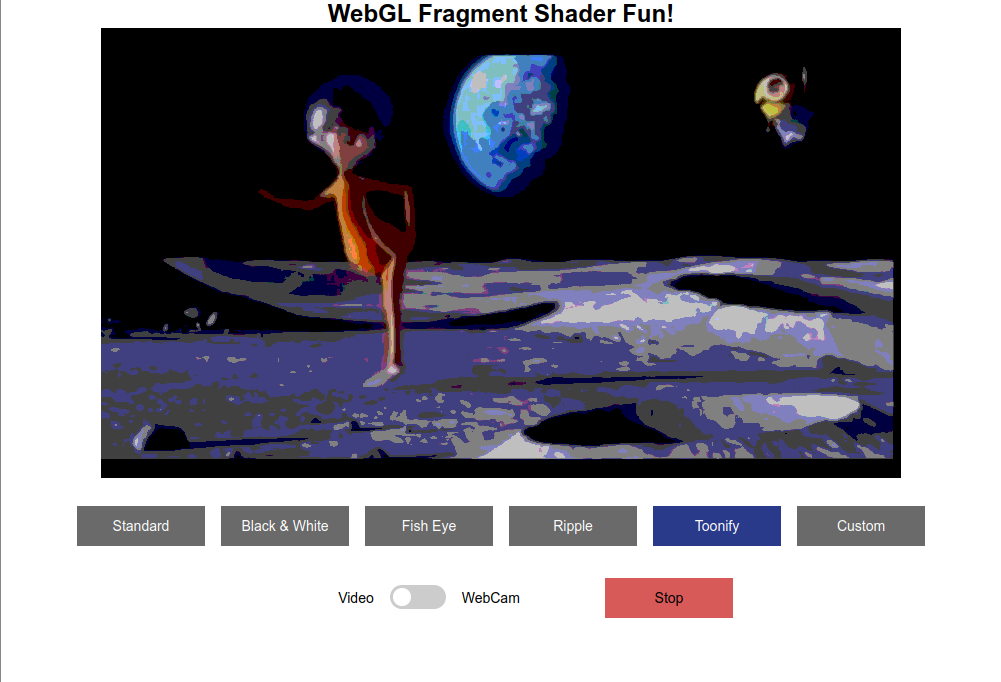 WebGL Fragment Shader Fun!
Standard
Black & White
Fish Eye
Ripple
Toonify
Custom
Video
WebCam
Stop